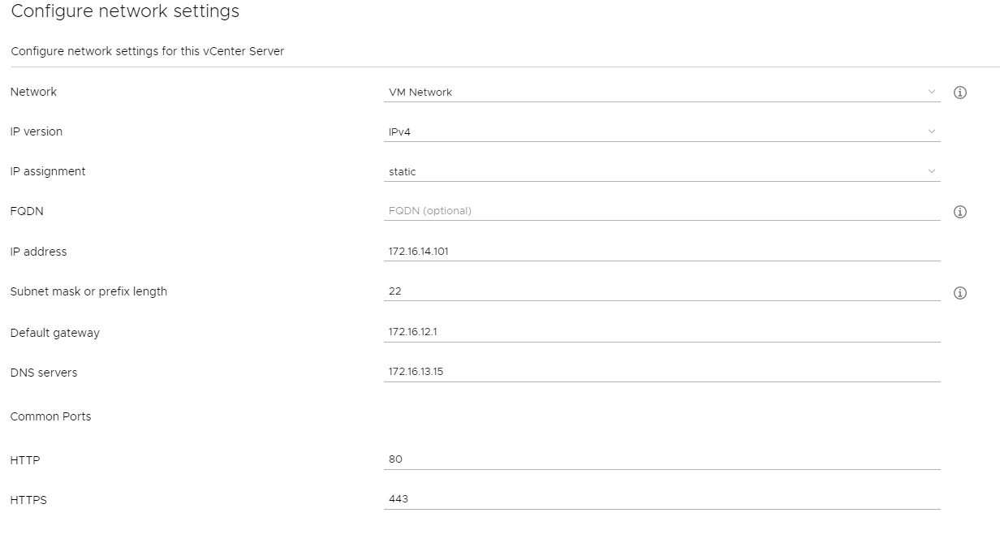 Configure network settings
Configure network settings for this vCenter Server
Network VM Network
IP version IPv4
IP assignment static
FQDN FQDN (optional)
IP address 172.16.14.101
Subnet mask or prefix length 22
Default gateway 172.16.12.1
DNS servers 172.16.13.15
Common Ports
HTTP 80
HTTPS 443